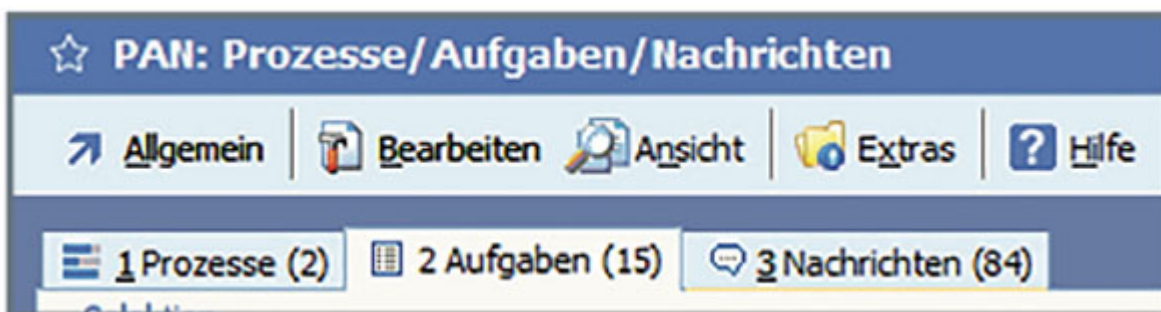 PAN: Prozesse/Aufgaben/Nachrichten
Allgemein Bearbeiten Ansicht Extras ? Hilfe
1 Prozesse (2) 2 Aufgaben (15) 3 Nachrichten (84)